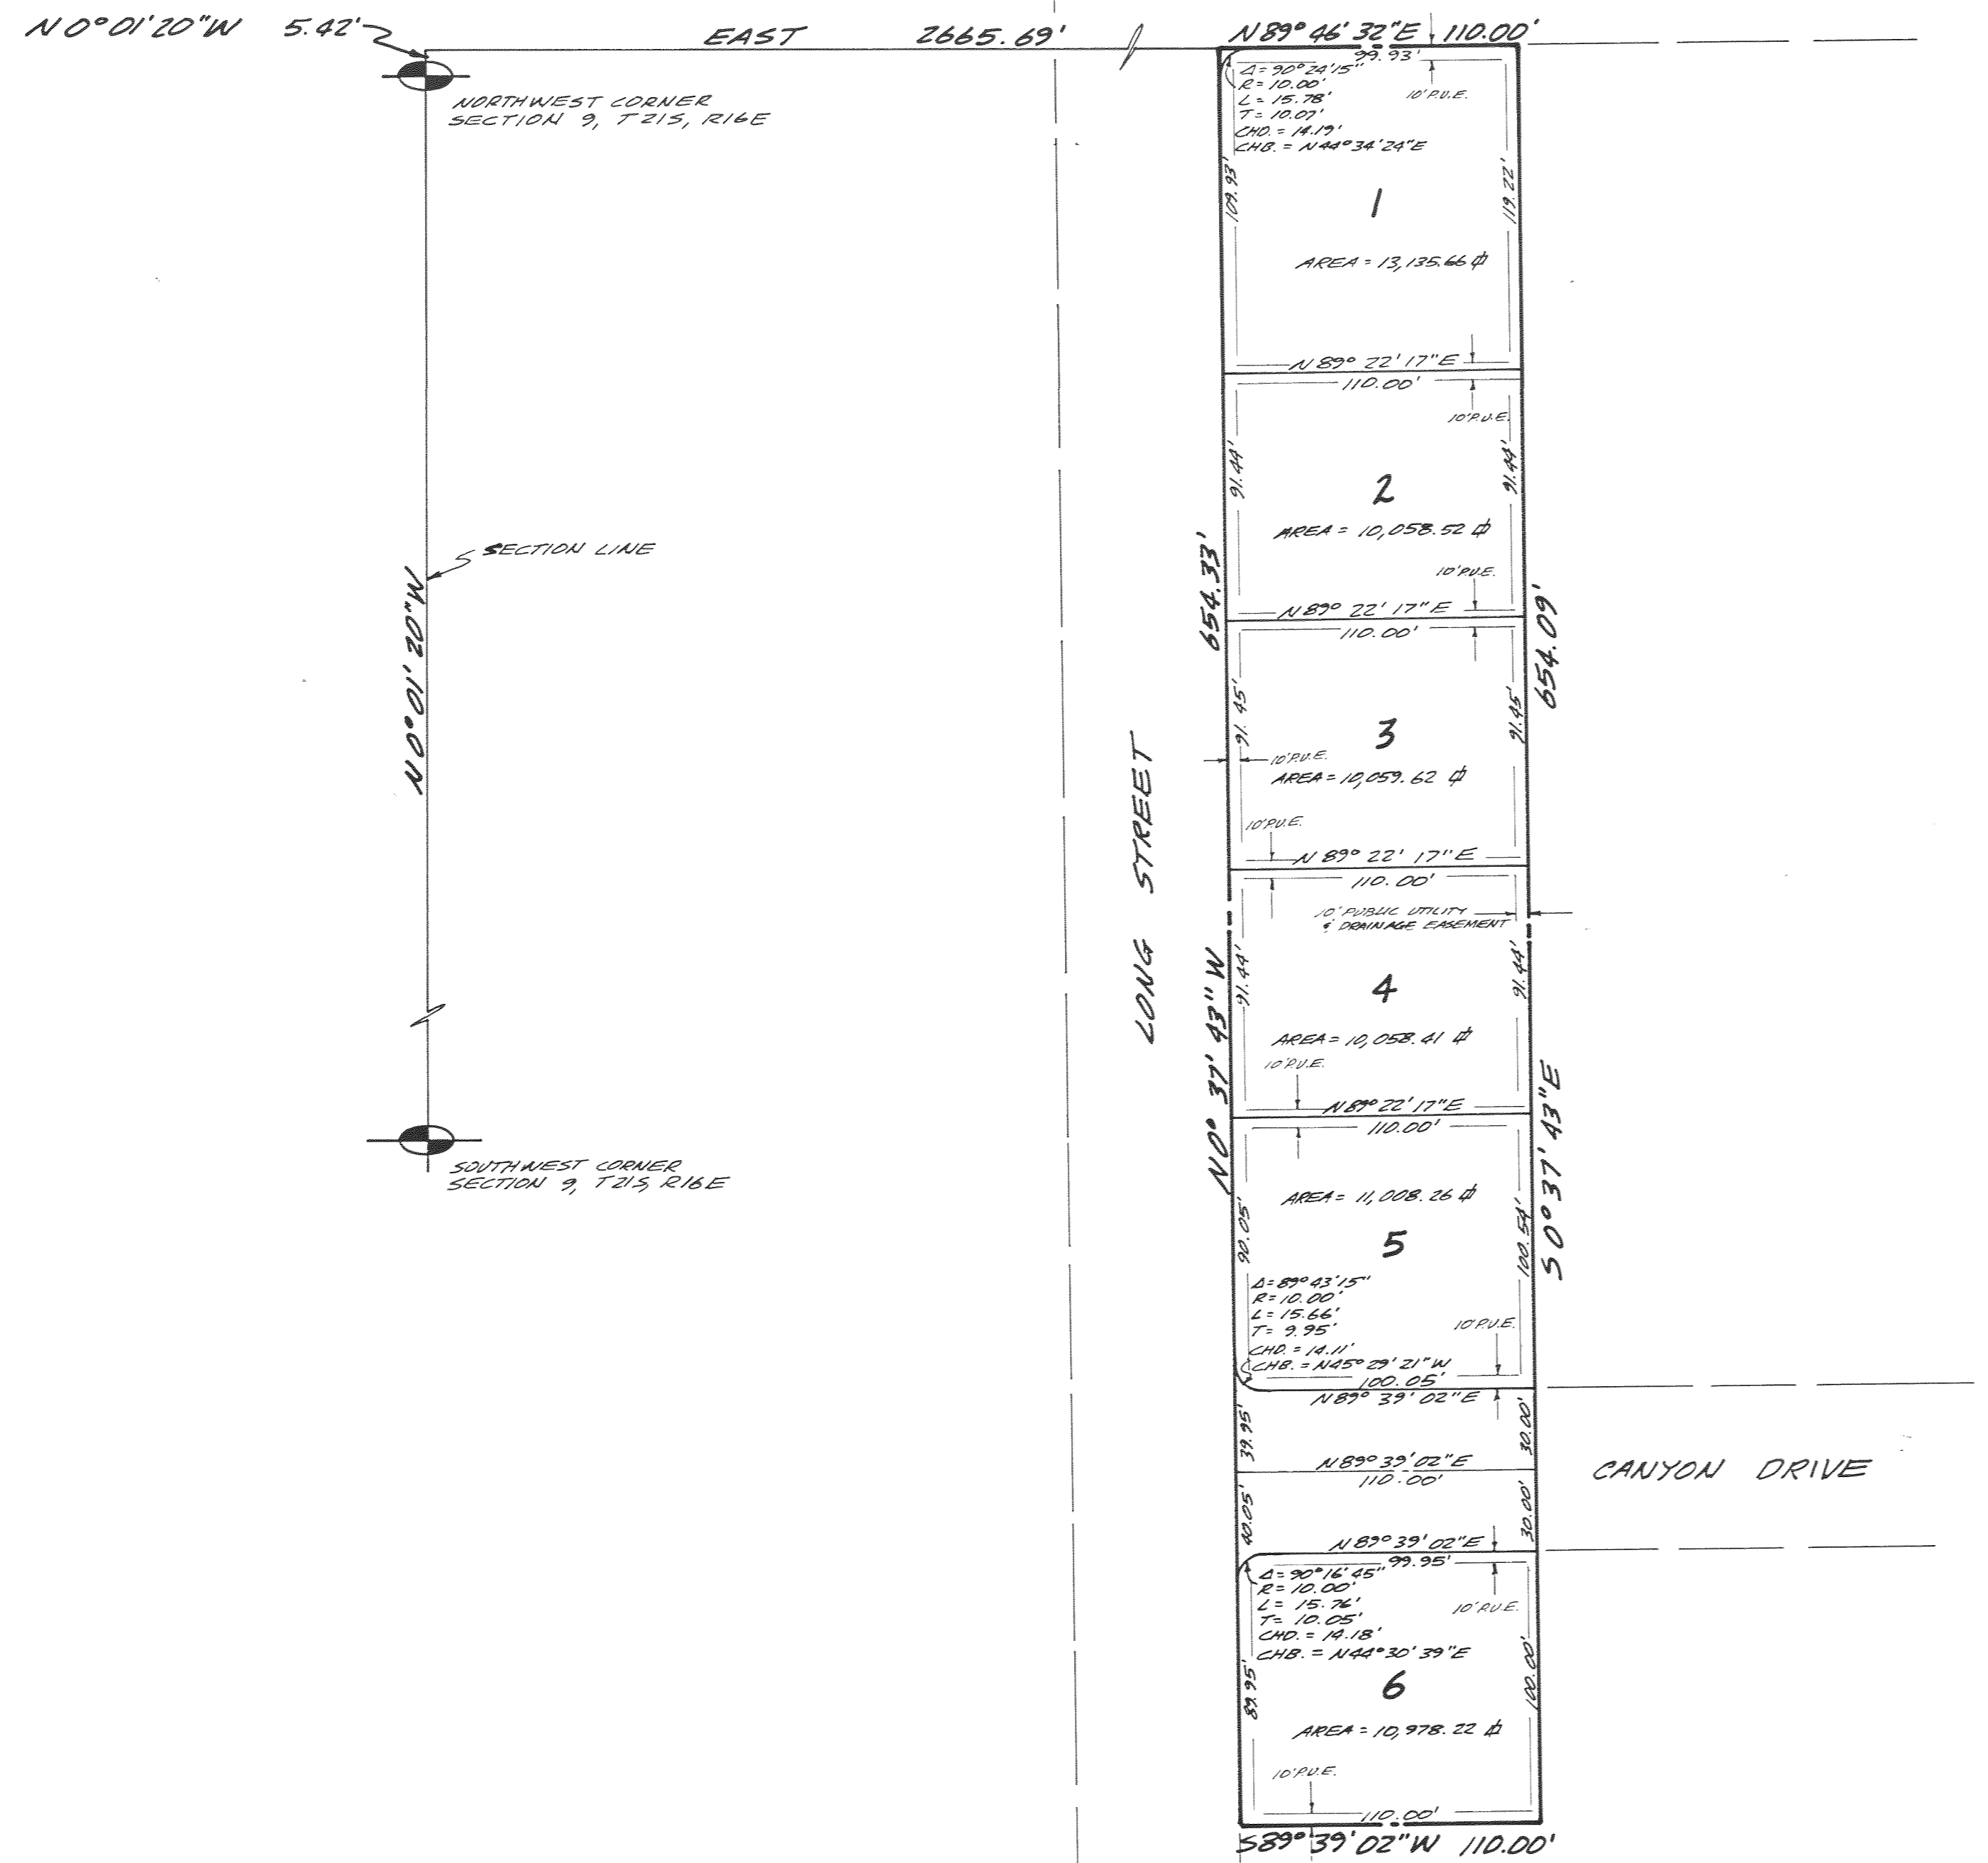 N 0° 01' 20" W 5.42'
EAST 2665.69'
N 89° 46' 32" E 110.00'
99.93'
NORTHWEST CORNER
SECTION 9, T21S, R16E
Δ = 90° 24' 15"
R = 10.00'
L = 15.78'
T = 10.07'
CHD. = 14.19'
CHB. = N 44° 34' 24" E
10' P.U.E.
109.93'
119.22'
1
AREA = 13,135.66 ⏍
N 89° 22' 17" E
110.00'
10' P.U.E.
91.44'
91.44'
2
AREA = 10,058.52 ⏍
10' P.U.E.
N 89° 22' 17" E
110.00'
SECTION LINE
N 0° 01' 20" W
654.33'
654.09'
91.45'
91.45'
3
10' P.U.E.
AREA = 10,059.62 ⏍
10' P.U.E.
N 89° 22' 17" E
110.00'
LONG STREET
10' PUBLIC UTILITY
& DRAINAGE EASEMENT
91.44'
91.44'
4
AREA = 10,058.41 ⏍
10' P.U.E.
N 0° 37' 43" W
S 0° 37' 43" E
N 89° 22' 17" E
110.00'
SOUTHWEST CORNER
SECTION 9, T21S, R16E
AREA = 11,008.26 ⏍
90.05'
100.54'
5
Δ = 89° 43' 15"
R = 10.00'
L = 15.66'
T = 9.95'
CHD. = 14.11'
CHB. = N 45° 29' 21" W
10' P.U.E.
100.05'
N 89° 39' 02" E
39.95'
30.00'
N 89° 39' 02" E
110.00'
CANYON DRIVE
40.05'
30.00'
N 89° 39' 02" E
99.95'
Δ = 90° 16' 45"
R = 10.00'
L = 15.76'
T = 10.05'
CHD. = 14.18'
CHB. = N 44° 30' 39" E
10' P.U.E.
89.95'
100.00'
6
AREA = 10,978.22 ⏍
10' P.U.E.
110.00'
S 89° 39' 02" W 110.00'